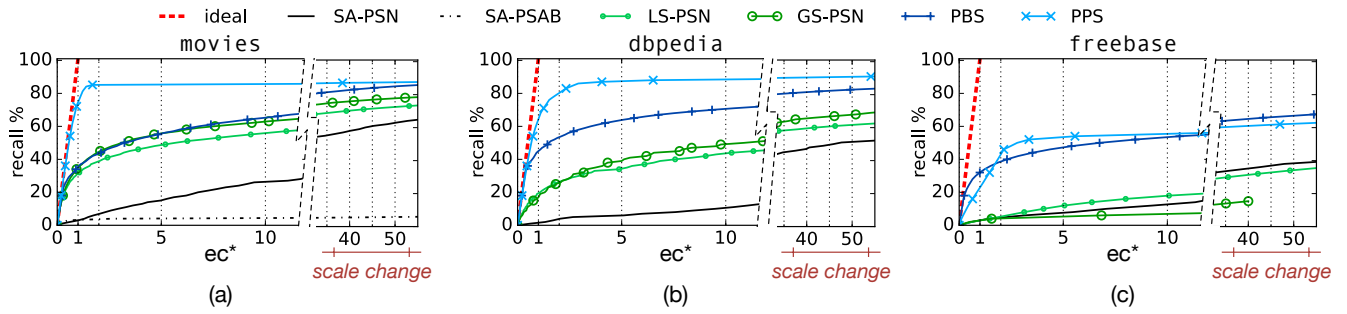 ideal SA-PSN SA-PSAB LS-PSN GS-PSN PBS PPS
movies dbpedia freebase
recall %
100
80
60
40
20
0
0 1 5 10 40 50
ec*
scale change
(a)
recall %
100
80
60
40
20
0
0 1 5 10 40 50
ec*
scale change
(b)
recall %
100
80
60
40
20
0
0 1 5 10 40 50
ec*
scale change
(c)